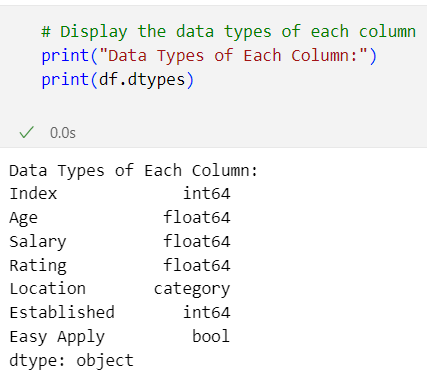 # Display the data types of each column
print("Data Types of Each Column:")
print(df.dtypes)
0.0s
Data Types of Each Column:
Index int64
Age float64
Salary float64
Rating float64
Location category
Established int64
Easy Apply bool
dtype: object